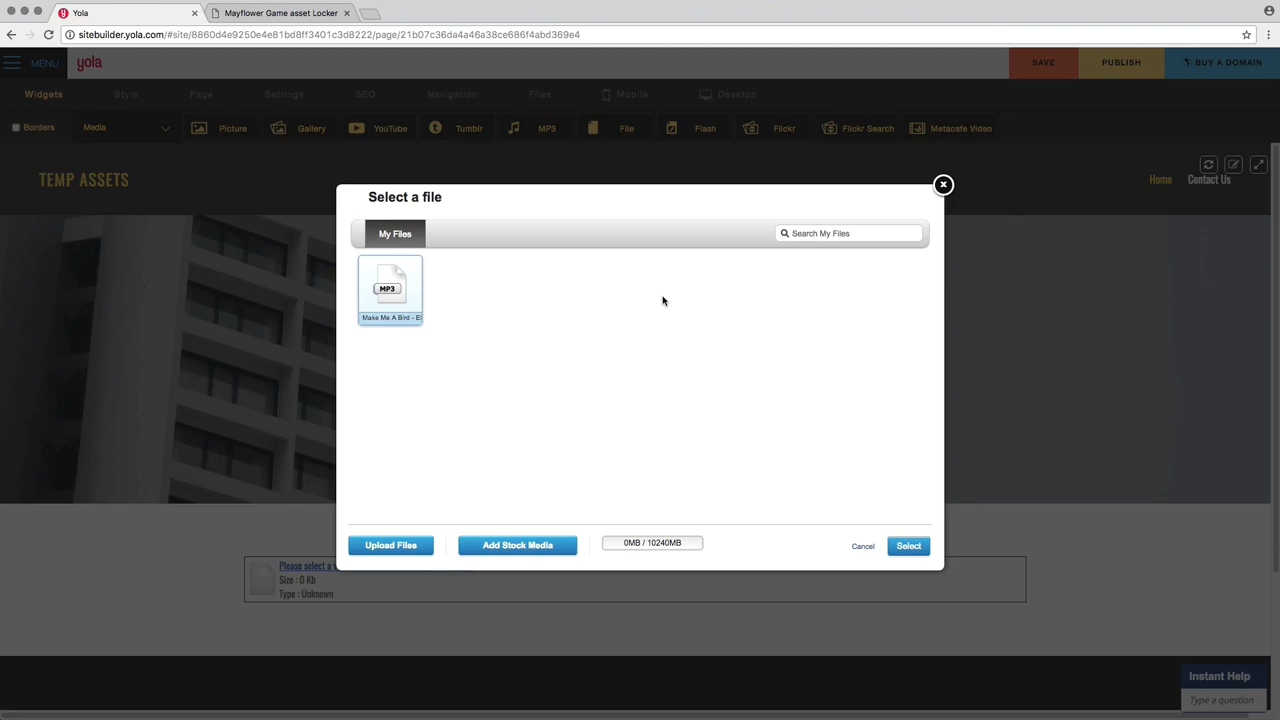 Yola
Mayflower Game asset Locker
sitebuilder.yola.com/#site/8860d4e9250e4e81bd8ff3401c3d8222/page/21b07c36da4a46a38ce686f4abd369e4
MENU
yola
SAVE
PUBLISH
BUY A DOMAIN
Widgets
Style
Page
Settings
SEO
Navigation
Files
Mobile
Desktop
Borders
Media
Picture
Gallery
YouTube
Tumblr
MP3
File
Flash
Flickr
Flickr Search
Metacafe Video
TEMP ASSETS
Home
Contact Us
Select a file
My Files
Search My Files
MP3
Make Me A Bird - El
Upload Files
Add Stock Media
0MB / 10240MB
Cancel
Select
Please select a
Size : 0 Kb
Type : Unknown
Instant Help
Type a question